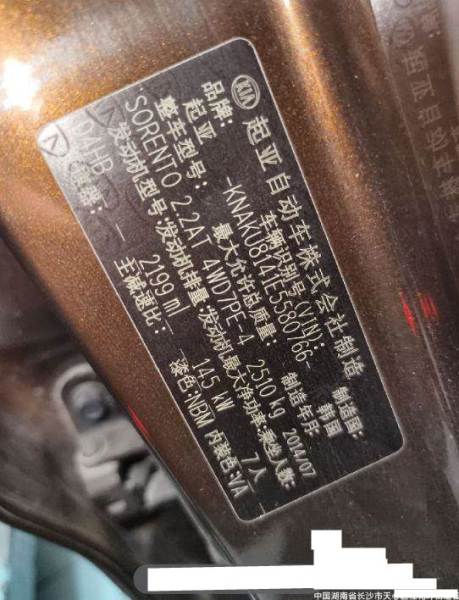 KIA 起亚自动车株式会社制造
制造国:
韩国
品牌: 车辆识别号(VIN): 制造年月:
起亚 -KNAKU8141E5580766- 2014/07
整车型号: 最大允许总质量: 乘坐人数:
SORENTO 2.2AT 4WD7PE-4 2510 kg 7人
发动机型号: 发动机排量: 发动机最大净功率:
D4HB 2199 ml 145 kW
主减速比: — 漆色: NBM 内装色: VA
中国湖南省长沙市天